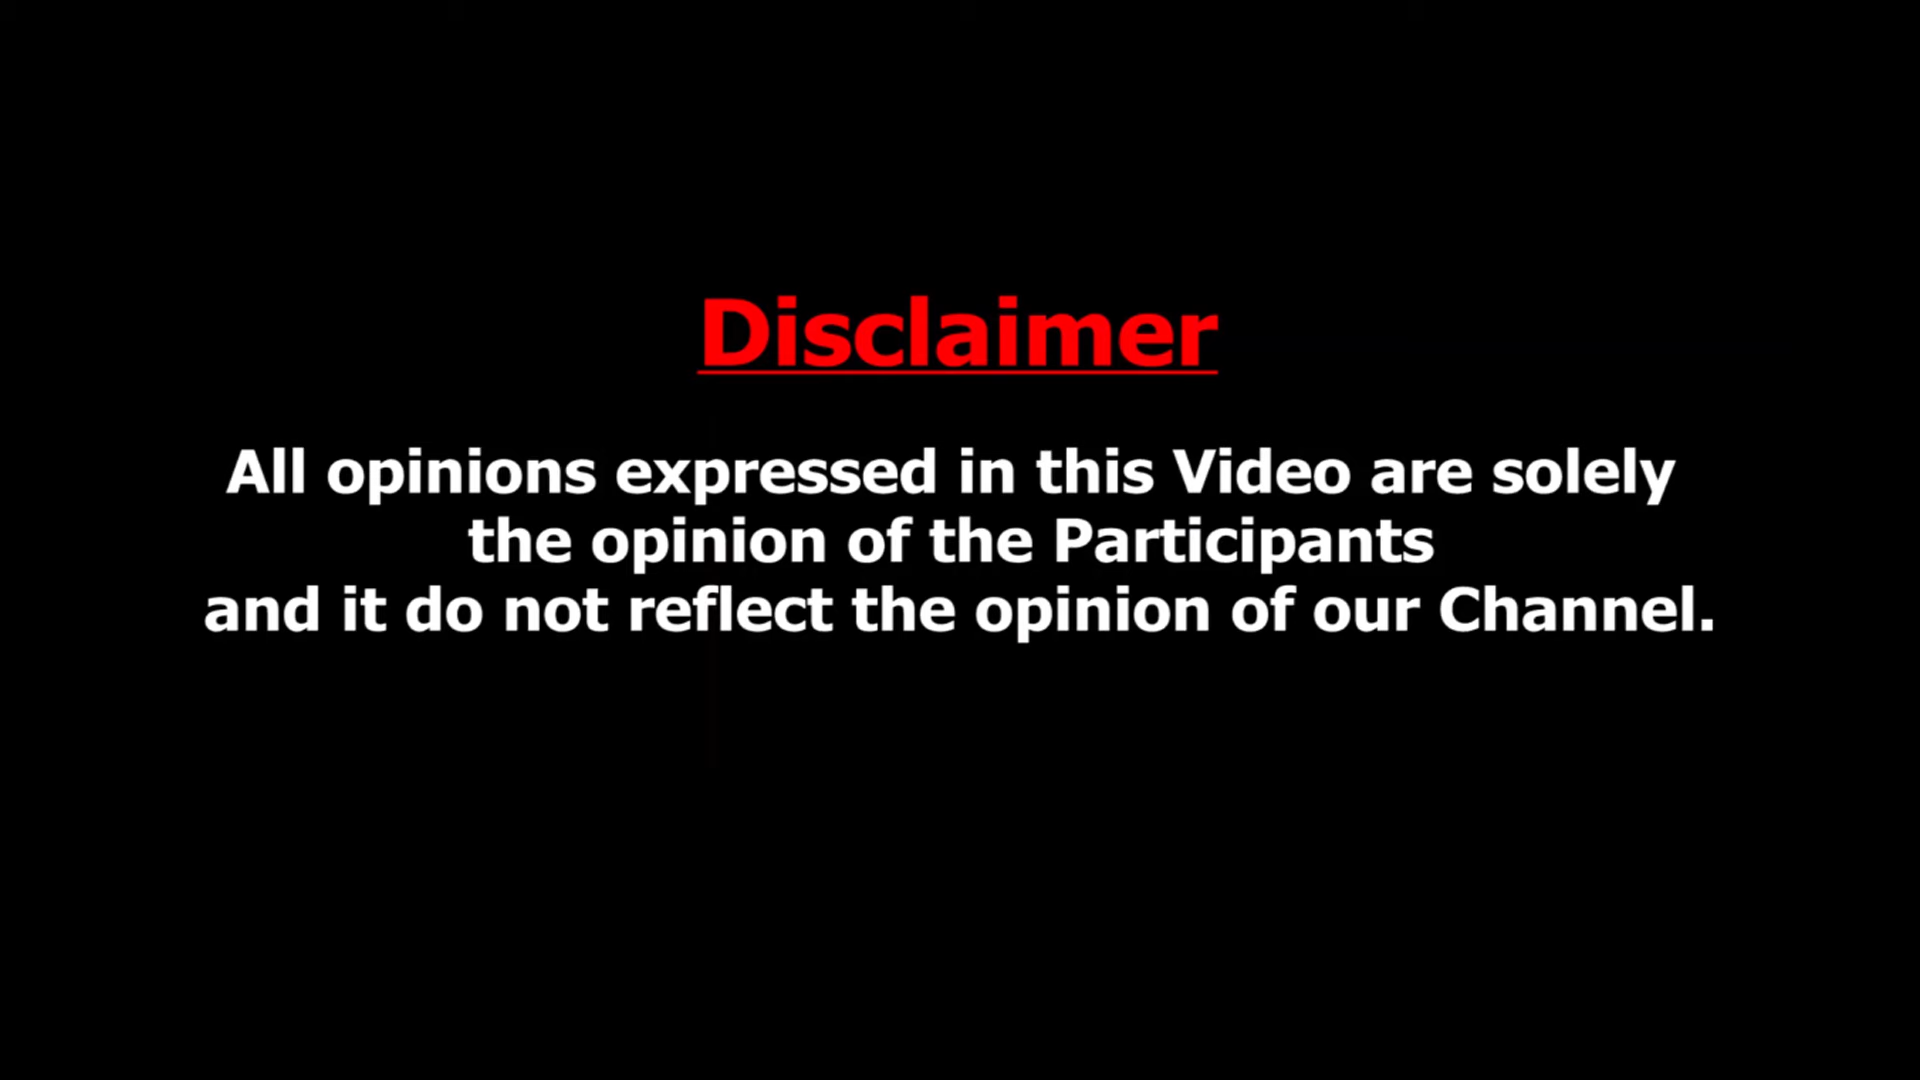 Disclaimer
All opinions expressed in this Video are solely
the opinion of the Participants
and it do not reflect the opinion of our Channel.